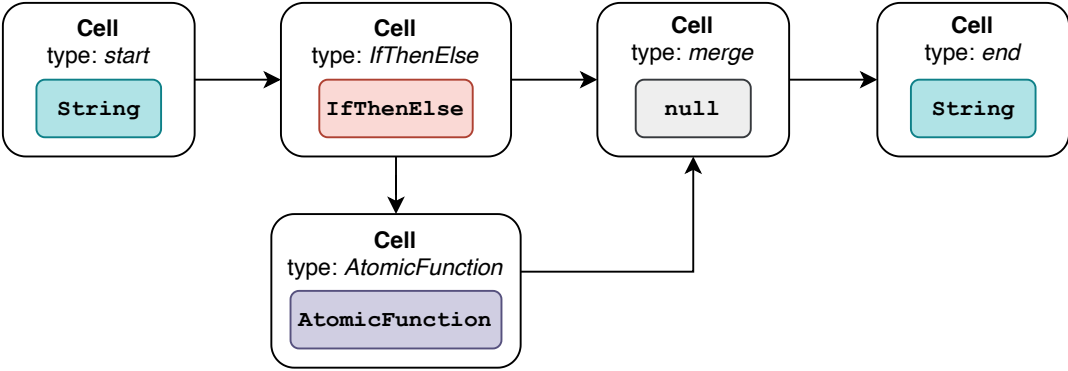 Cell
type: start
String
Cell
type: IfThenElse
IfThenElse
Cell
type: merge
null
Cell
type: end
String
Cell
type: AtomicFunction
AtomicFunction